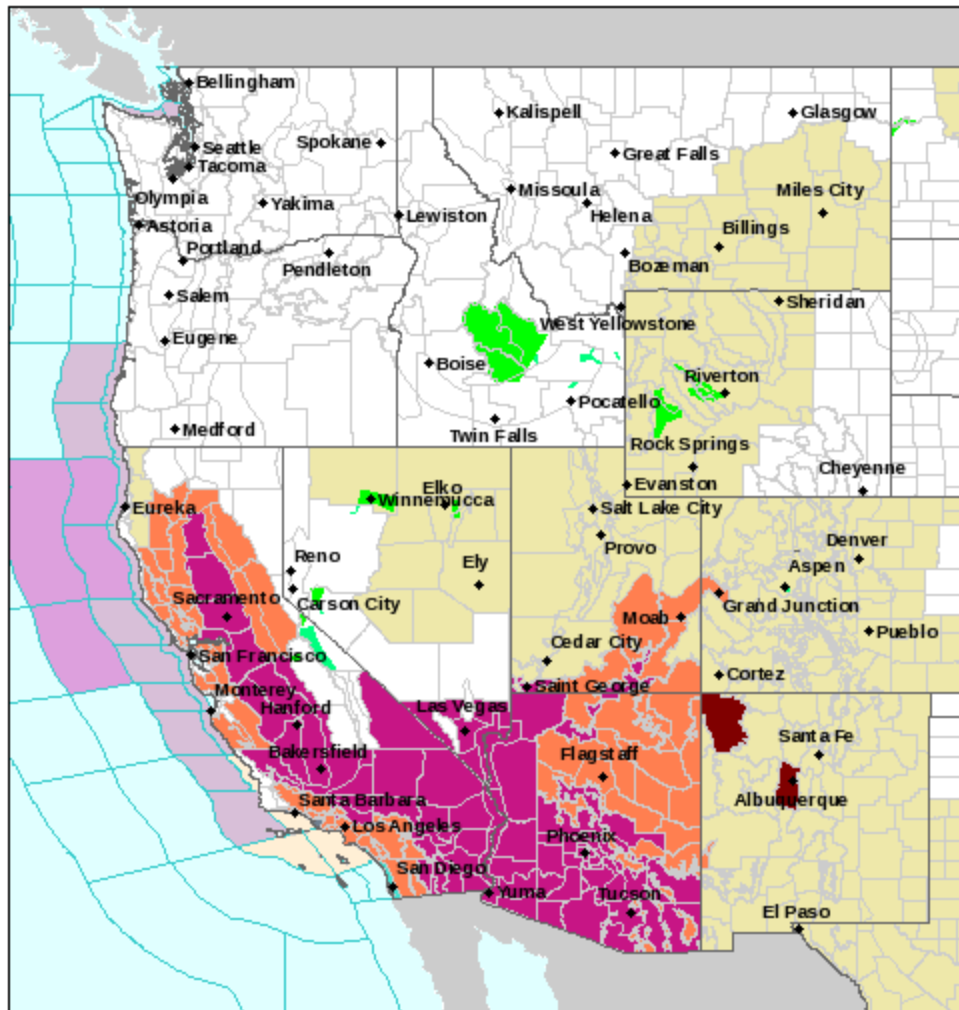 Bellingham
Kalispell
Glasgow
Seattle
Spokane
Great Falls
Tacoma
Missoula
Miles City
Olympia
Yakima
Helena
Lewiston
Astoria
Billings
Portland
Pendleton
Bozeman
Salem
Sheridan
West Yellowstone
Eugene
Boise
Riverton
Pocatello
Medford
Twin Falls
Rock Springs
Cheyenne
Evanston
Elko
Winnemucca
Eureka
Salt Lake City
Provo
Denver
Reno
Ely
Aspen
Sacramento
Carson City
Moab
Grand Junction
Pueblo
Cedar City
San Francisco
Cortez
Saint George
Monterey
Hanford
Las Vegas
Santa Fe
Bakersfield
Flagstaff
Santa Barbara
Albuquerque
Los Angeles
Phoenix
San Diego
Yuma
Tucson
El Paso